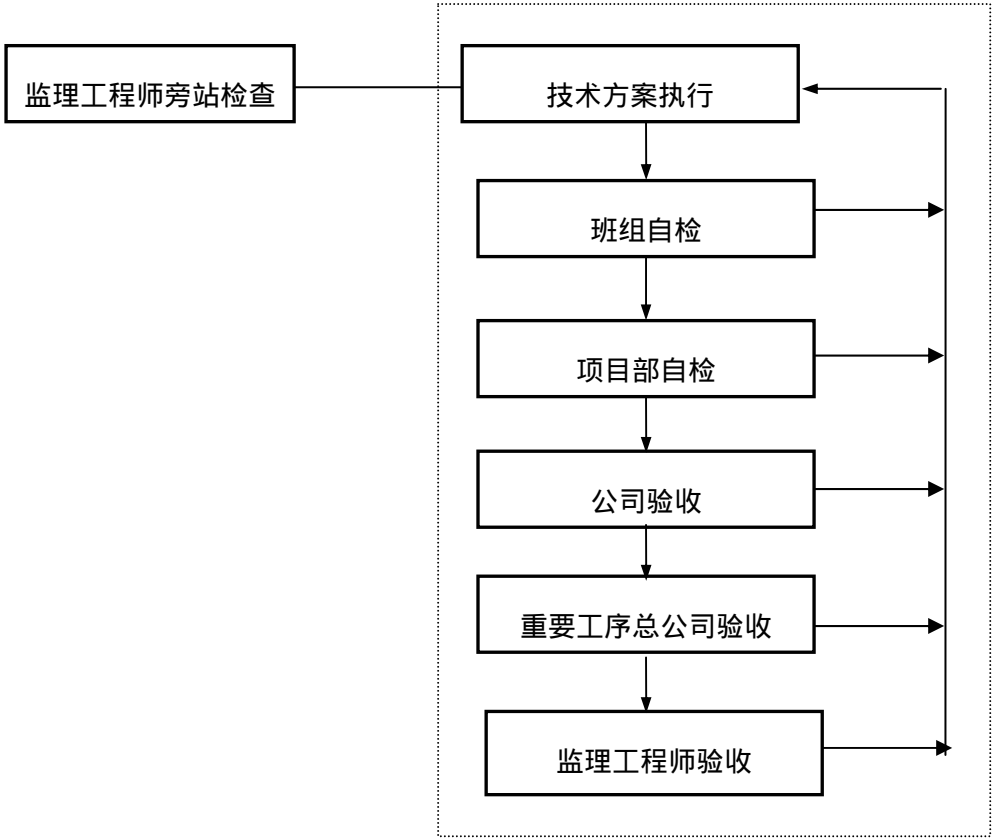 监理工程师旁站检查
技术方案执行
班组自检
项目部自检
公司验收
重要工序总公司验收
监理工程师验收